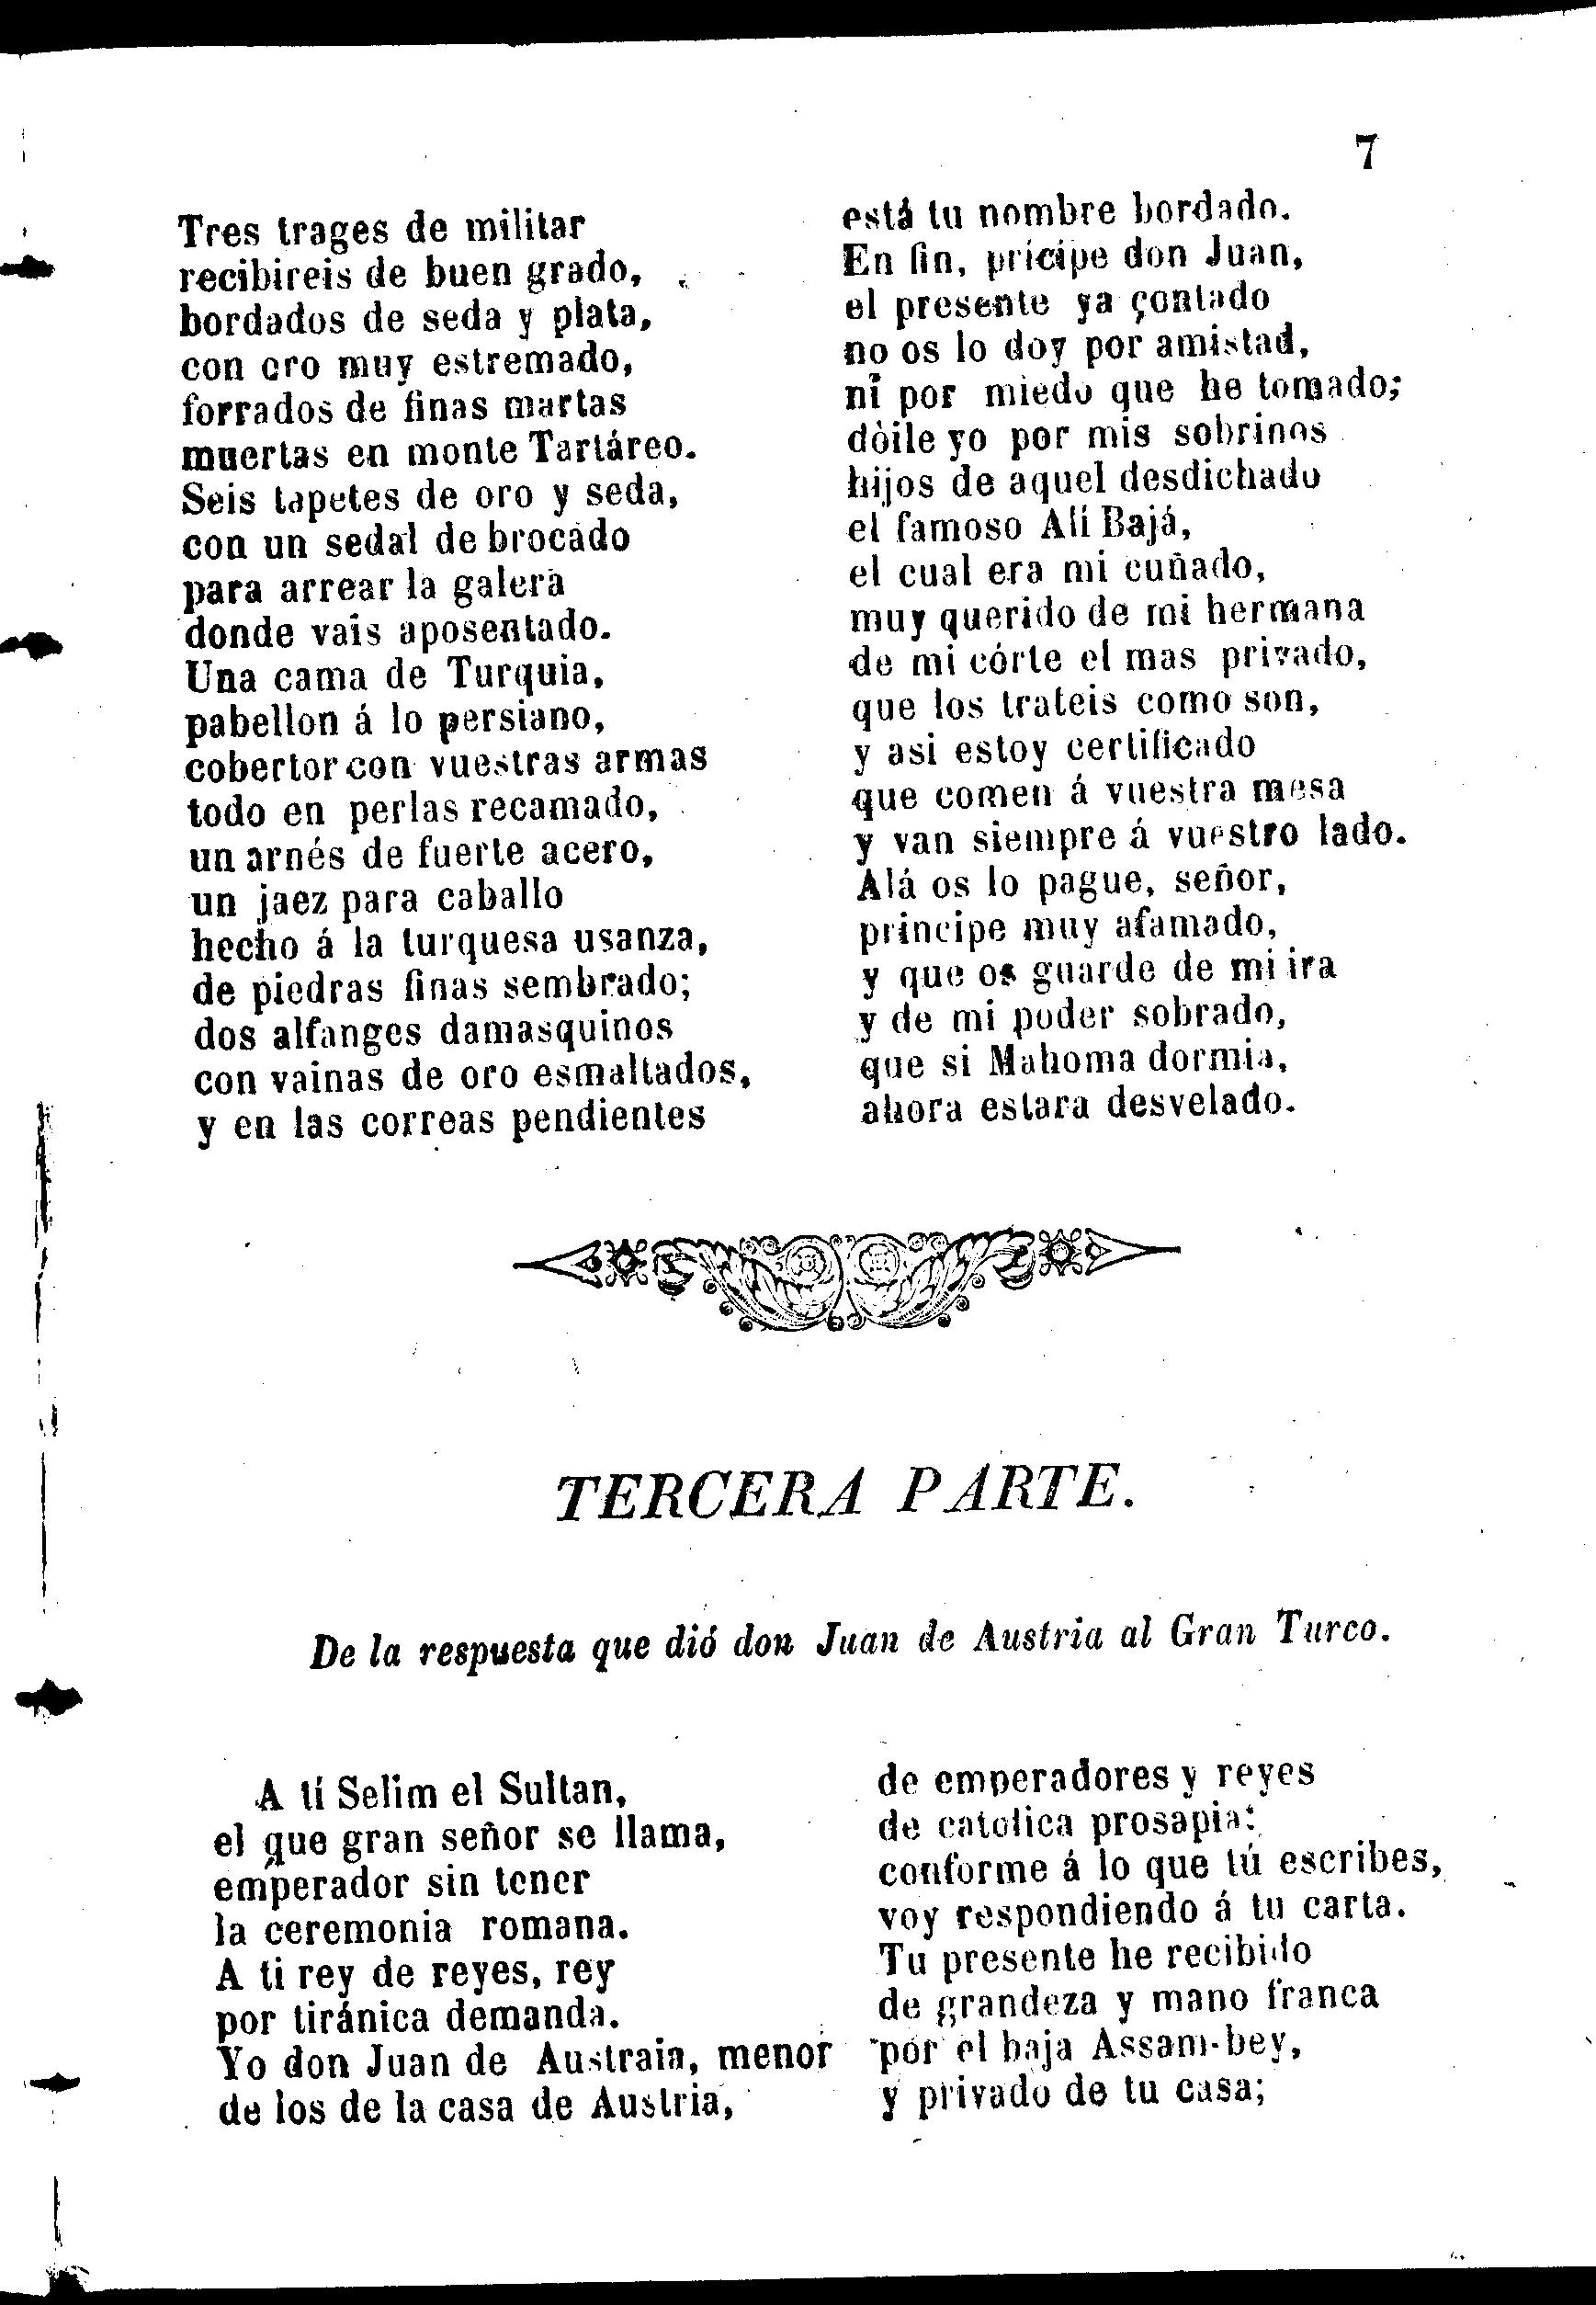 7
Tres trages de militar
recibireis de buen grado,
bordados de seda y plata,
con oro muy estremado,
forrados de finas martas
muertas en monte Tartáreo.
Seis tapetes de oro y seda,
con un sedal de brocado
para arrear la galera
donde vais aposentado.
Una cama de Turquia,
pabellon á lo persiano,
cobertor con vuestras armas
todo en perlas recamado,
un arnés de fuerte acero,
un jaez para caballo
hecho á la turquesa usanza,
de piedras finas sembrado;
dos alfanges damasquinos
con vainas de oro esmaltados,
y en las correas pendientes
está tu nombre bordado.
En fin, prícipe don Juan,
el presente ya contado
no os lo doy por amistad,
ni por miedo que he tomado;
dòile yo por mis sobrinos
hijos de aquel desdichado
el famoso Alí Bajá,
el cual era mi cuñado,
muy querido de mi hermana
de mi córte el mas privado,
que los trateis como son,
y asi estoy certificado
que comen á vuestra mesa
y van siempre á vuestro lado.
Alá os lo pague, señor,
principe muy afamado,
y que os guarde de mi ira
y de mi poder sobrado,
que si Mahoma dormia,
ahora estara desvelado.
TERCERA PARTE.
De la respuesta que dió don Juan de Austria al Gran Turco.
A tí Selim el Sultan,
el que gran señor se llama,
emperador sin tener
la ceremonia romana.
A ti rey de reyes, rey
por tiránica demanda.
Yo don Juan de Austraia, menor
de los de la casa de Austria,
de emperadores y reyes
de catolica prosapia:
conforme á lo que tú escribes,
voy respondiendo á tu carta.
Tu presente he recibido
de grandeza y mano franca
por el baja Assam-bey,
y privado de tu casa;